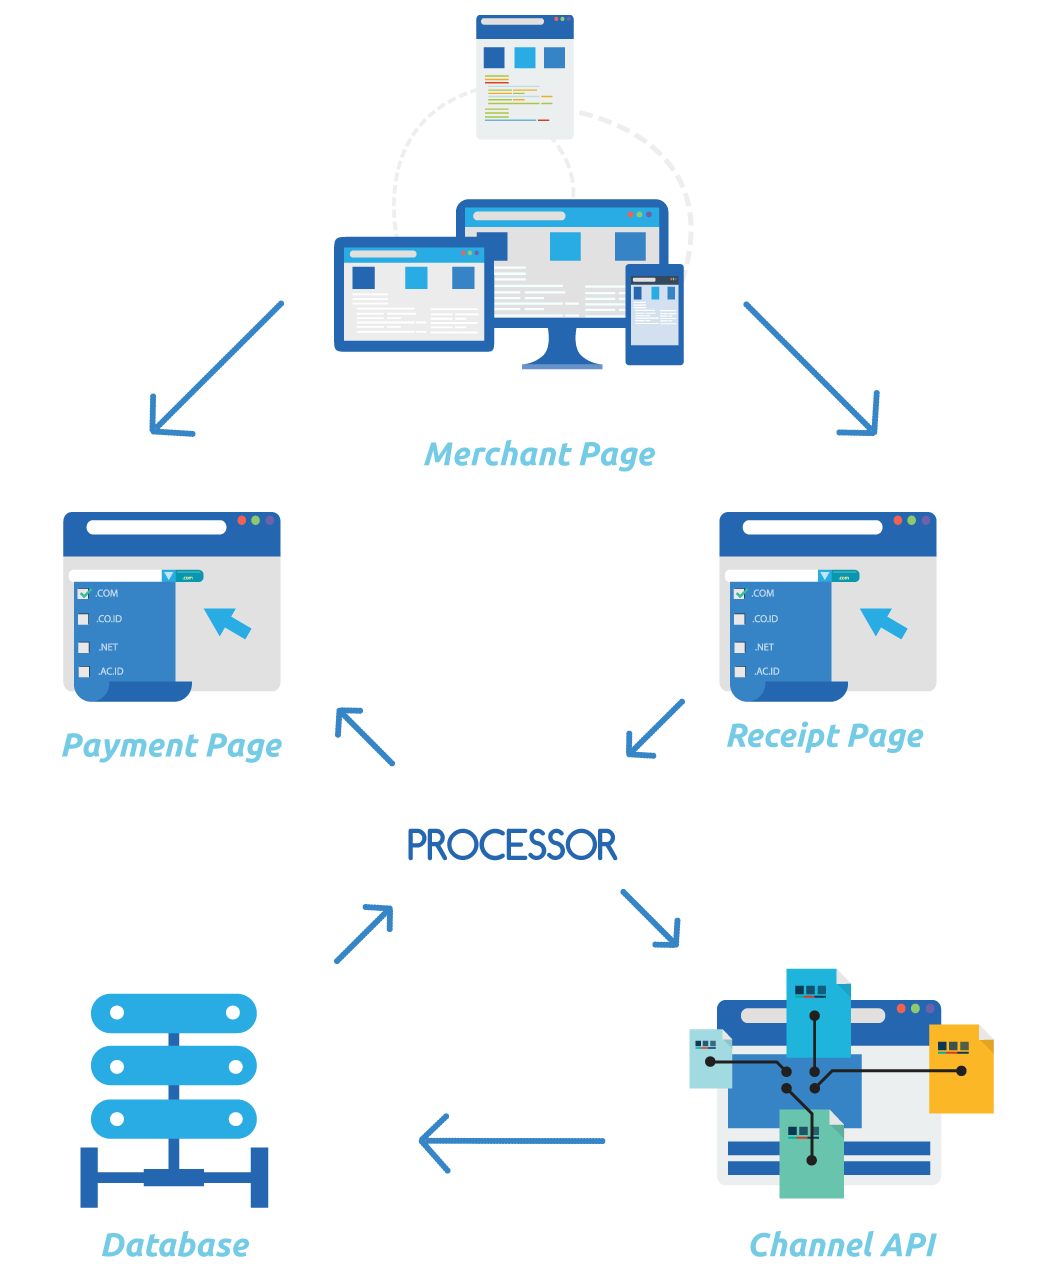 Merchant Page
.com
.COM
.CO.ID
.NET
.AC.ID
Payment Page
.com
.COM
.CO.ID
.NET
.AC.ID
Receipt Page
PROCESSOR
Database
Channel API